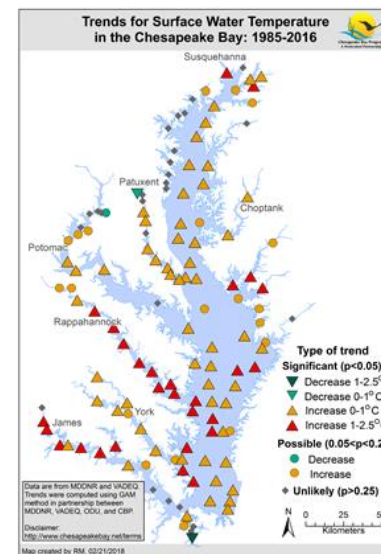 Trends for Surface Water Temperature
in the Chesapeake Bay: 1985-2016
Susquehanna
Patuxent
Choptank
Potomac
Rappahannock
York
James
Type of trend
Significant (p<0.05)
Decrease 1-2.5°
Decrease 0-1°C
Increase 0-1°C
Increase 1-2.5°C
Possible (0.05<p<0.2
Decrease
Increase
Unlikely (p>0.25)
N
0 25 50
Kilometers
Data are from MDDNR and VADEQ.
Trends were computed using GAM
method in partnership between
MDDNR, VADEQ, ODU, and CBP.
Disclaimer:
http://www.chesapeakebay.net/terms
Map created by RM, 02/21/2018